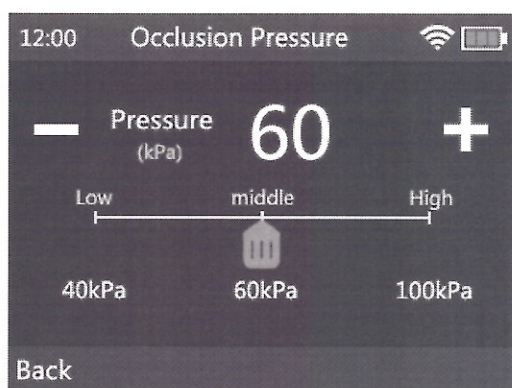 12:00 Occlusion Pressure
− Pressure 60 +
(kPa)
Low middle High
40kPa 60kPa 100kPa
Back